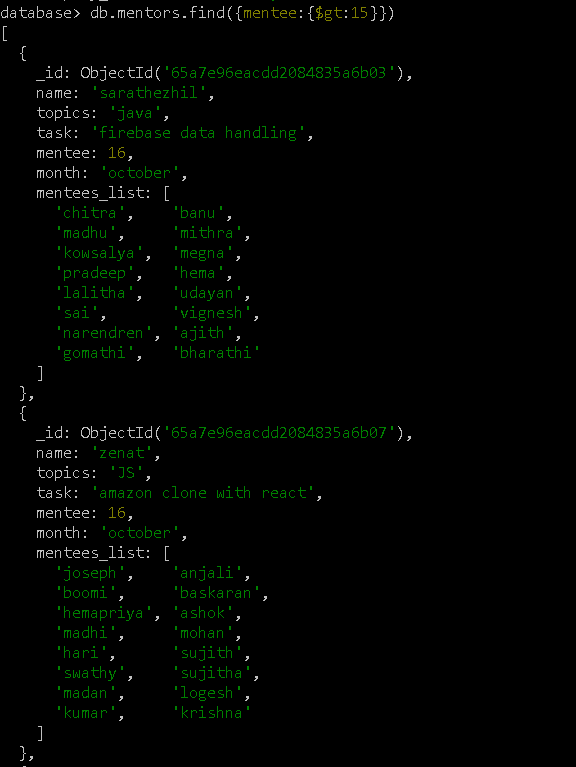 database> db.mentors.find({mentee:{$gt:15}})
[
  {
    _id: ObjectId('65a7e96eacdd2084835a6b03'),
    name: 'sarathezhil',
    topics: 'java',
    task: 'firebase data handling',
    mentee: 16,
    month: 'october',
    mentees_list: [
      'chitra',    'banu',
      'madhu',     'mithra',
      'kowsalya',  'megna',
      'pradeep',   'hema',
      'lalitha',   'udayan',
      'sai',       'vignesh',
      'narendren', 'ajith',
      'gomathi',   'bharathi'
    ]
  },
  {
    _id: ObjectId('65a7e96eacdd2084835a6b07'),
    name: 'zenat',
    topics: 'JS',
    task: 'amazon clone with react',
    mentee: 16,
    month: 'october',
    mentees_list: [
      'joseph',    'anjali',
      'boomi',     'baskaran',
      'hemapriya', 'ashok',
      'madhi',     'mohan',
      'hari',      'sujith',
      'swathy',    'sujitha',
      'madan',     'logesh',
      'kumar',     'krishna'
    ]
  },